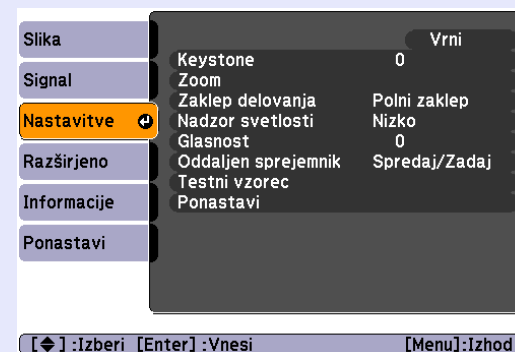 Slika
Signal
Nastavitve
Razširjeno
Informacije
Ponastavi
Vrni
Keystone 0
Zoom
Zaklep delovanja Polni zaklep
Nadzor svetlosti Nizko
Glasnost 0
Oddaljen sprejemnik Spredaj/Zadaj
Testni vzorec
Ponastavi
[◆] :Izberi [Enter] :Vnesi [Menu]:Izhod